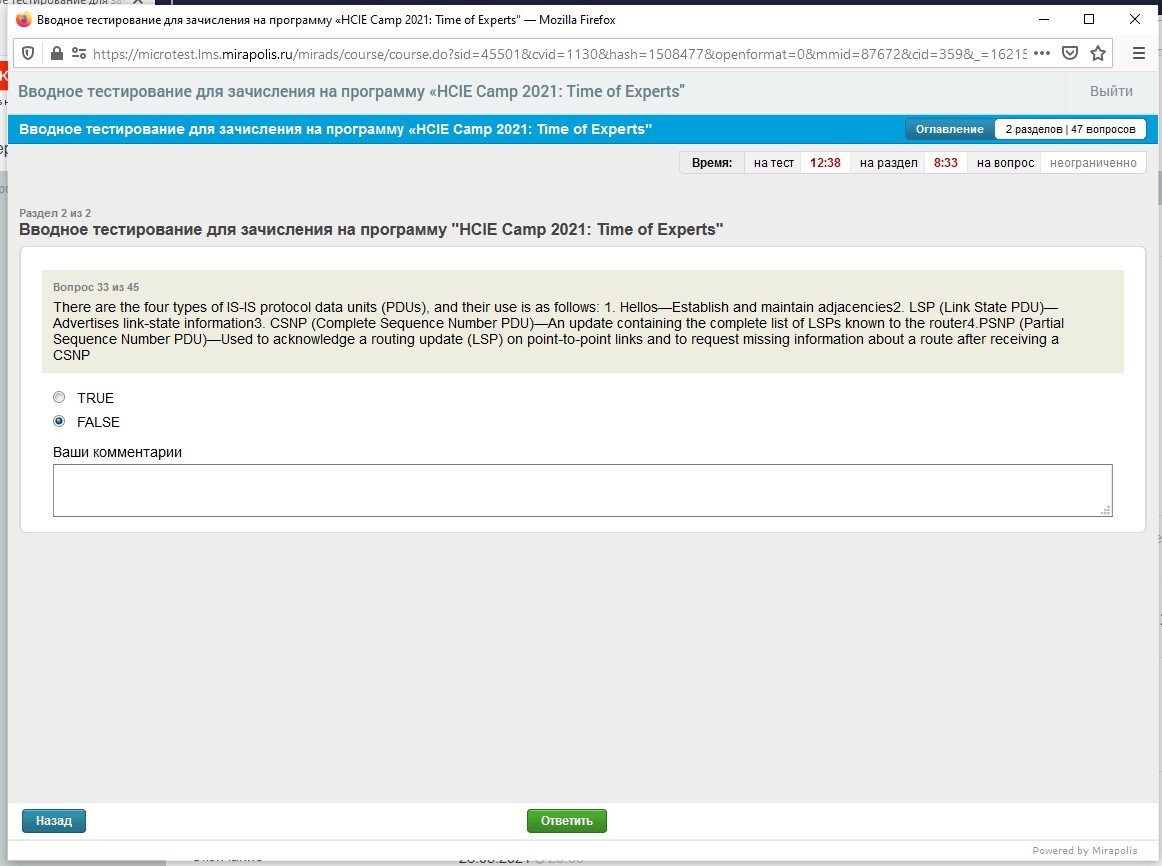 Вводное тестирование для зачисления на программу «HCIE Camp 2021: Time of Experts" — Mozilla Firefox
https://microtest.lms.mirapolis.ru/mirads/course/course.do?sid=45501&cvid=1130&hash=1508477&openformat=0&mmid=87672&cid=359&_=16215
Вводное тестирование для зачисления на программу «HCIE Camp 2021: Time of Experts"
Выйти
Вводное тестирование для зачисления на программу «HCIE Camp 2021: Time of Experts"
Оглавление 2 разделов | 47 вопросов
Время: на тест 12:38 на раздел 8:33 на вопрос неограниченно
Раздел 2 из 2
Вводное тестирование для зачисления на программу "HCIE Camp 2021: Time of Experts"
Вопрос 33 из 45
There are the four types of IS-IS protocol data units (PDUs), and their use is as follows: 1. Hellos—Establish and maintain adjacencies2. LSP (Link State PDU)—
Advertises link-state information3. CSNP (Complete Sequence Number PDU)—An update containing the complete list of LSPs known to the router4.PSNP (Partial
Sequence Number PDU)—Used to acknowledge a routing update (LSP) on point-to-point links and to request missing information about a route after receiving a
CSNP
TRUE
FALSE
Ваши комментарии
Назад
Ответить
Powered by Mirapolis